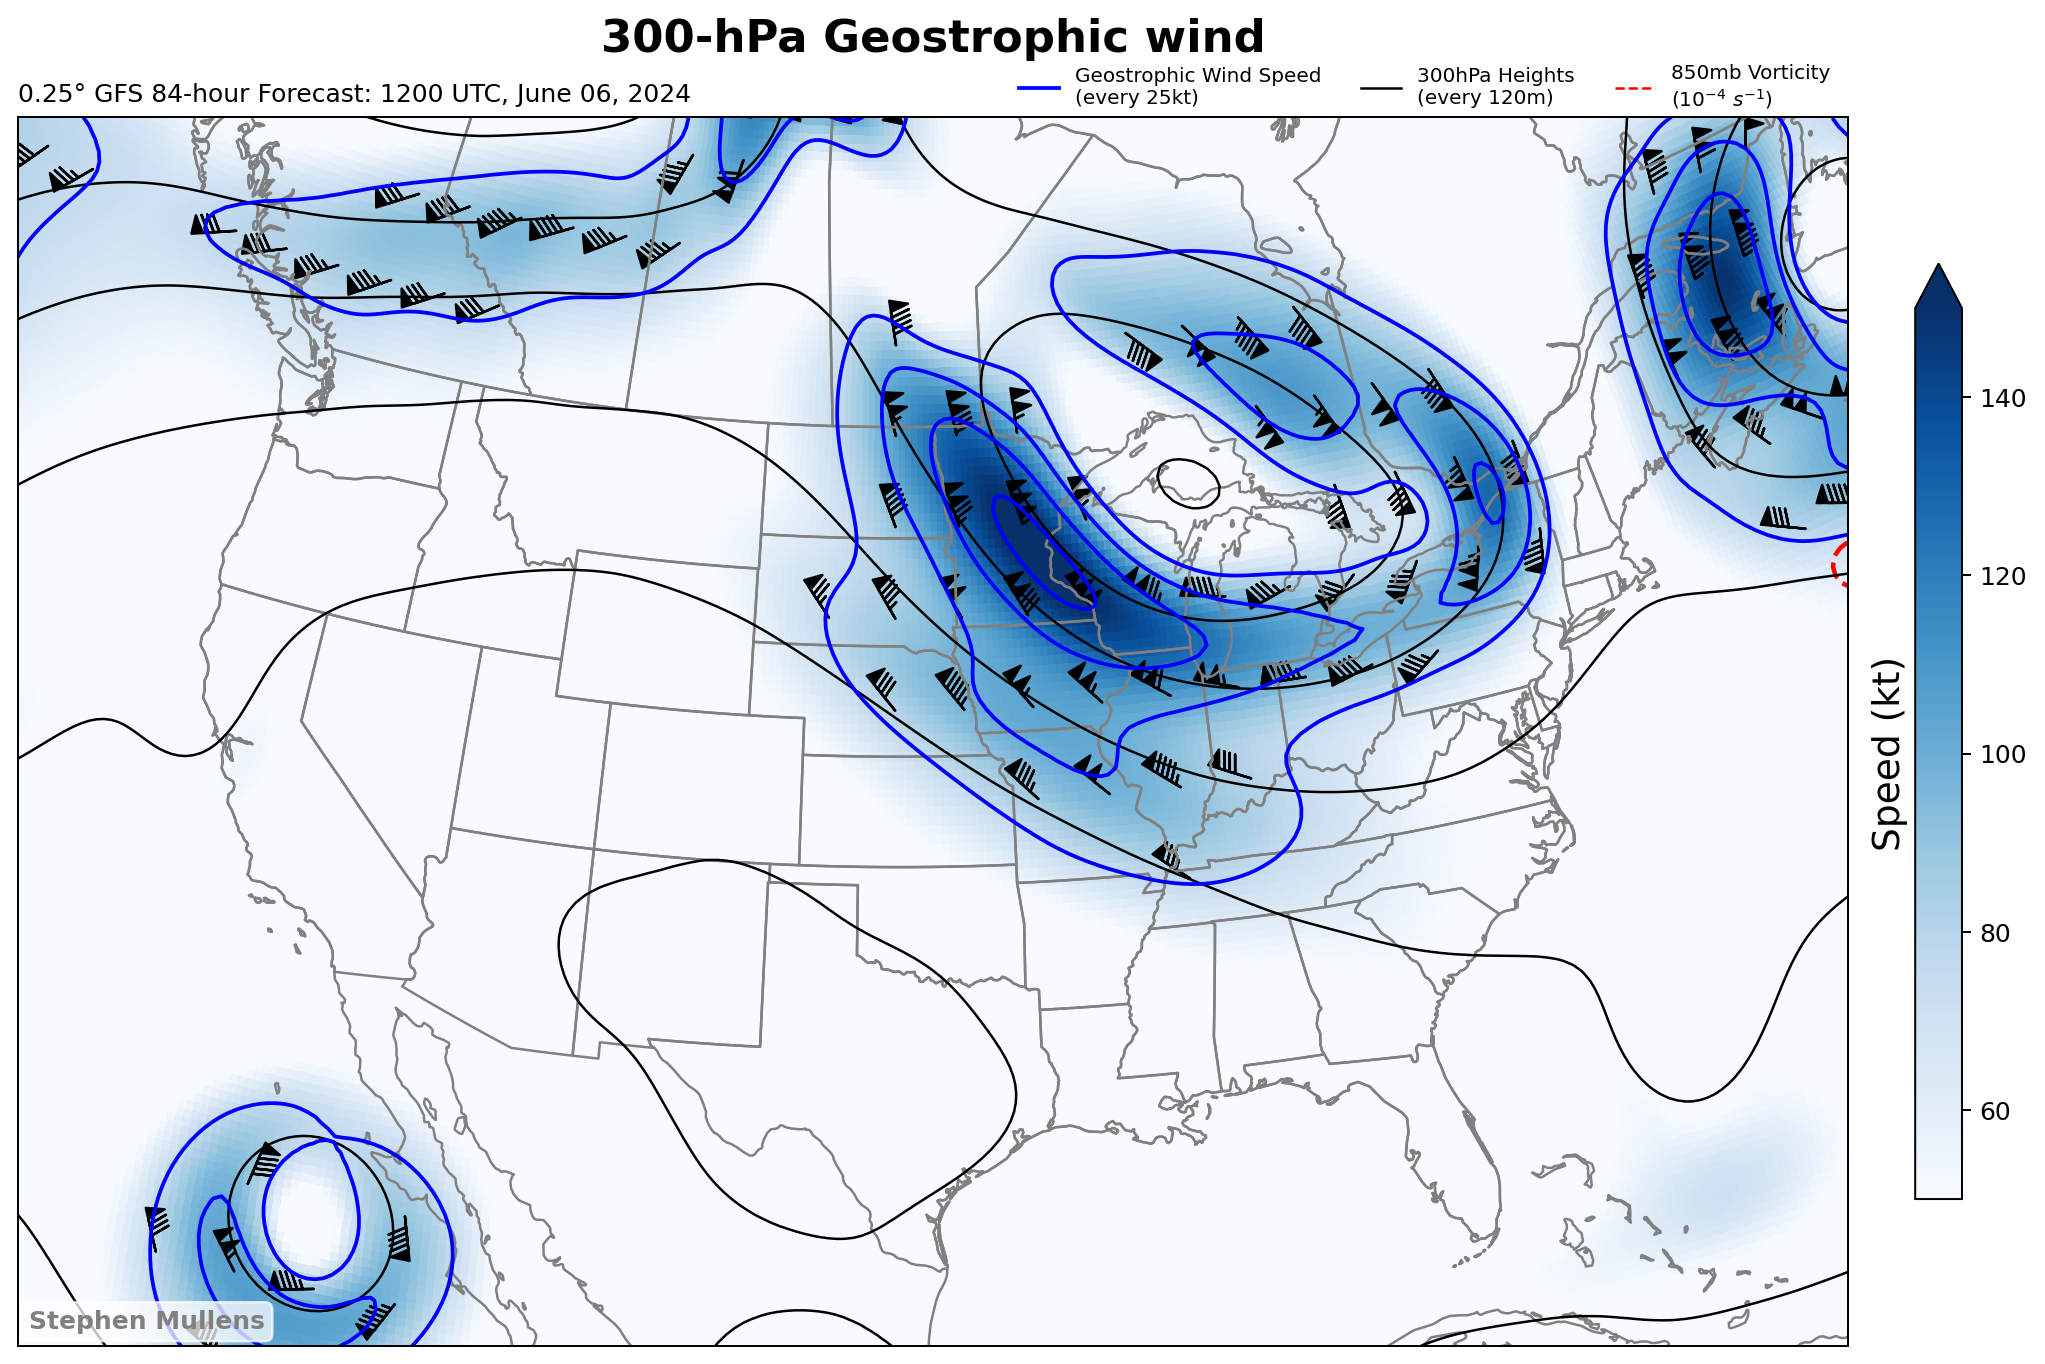 300-hPa Geostrophic wind
0.25° GFS 84-hour Forecast: 1200 UTC, June 06, 2024
Geostrophic Wind Speed
(every 25kt)
300hPa Heights
(every 120m)
850mb Vorticity
(10⁻⁴ s⁻¹)
140
120
100
80
60
Speed (kt)
Stephen Mullens